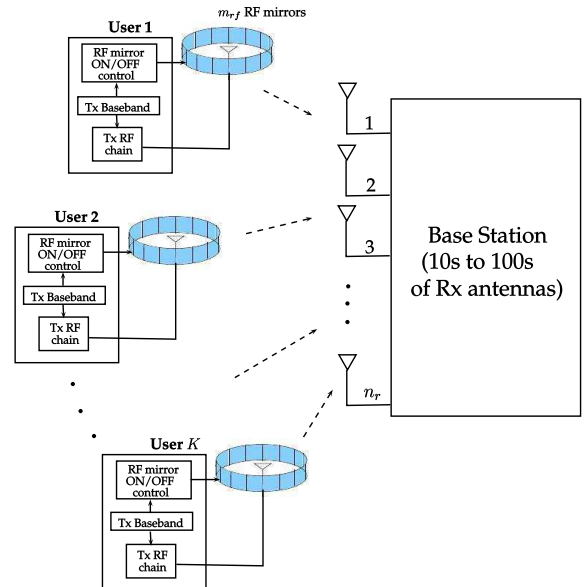 User 1
m_rf RF mirrors
RF mirror
ON/OFF
control
Tx Baseband
Tx RF
chain
User 2
RF mirror
ON/OFF
control
Tx Baseband
Tx RF
chain
User K
RF mirror
ON/OFF
control
Tx Baseband
Tx RF
chain
1
2
3
n_r
Base Station
(10s to 100s
of Rx antennas)